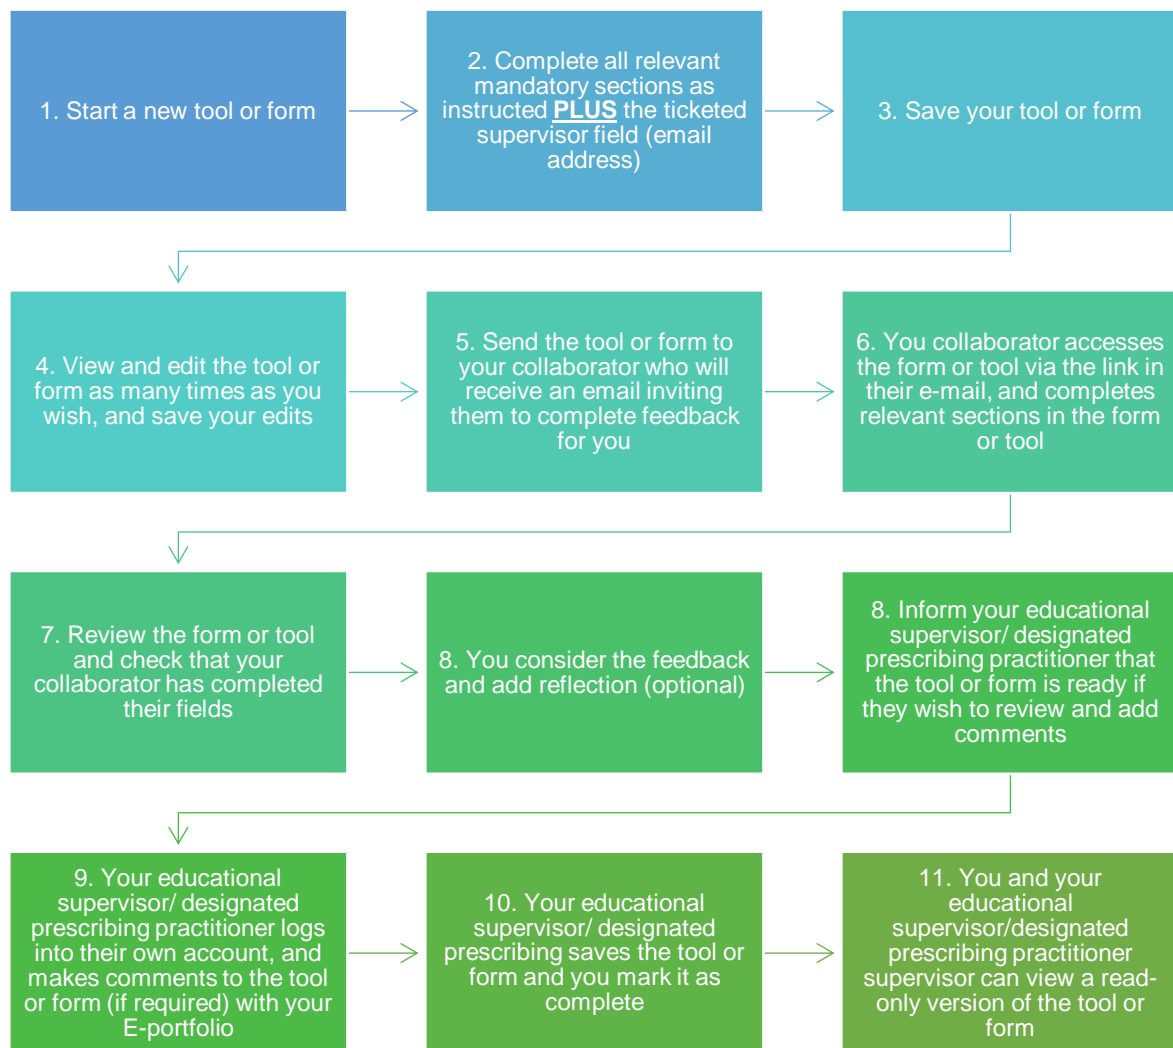 1. Start a new tool or form
2. Complete all relevant
mandatory sections as
instructed PLUS the ticketed
supervisor field (email
address)
3. Save your tool or form
4. View and edit the tool or
form as many times as you
wish, and save your edits
5. Send the tool or form to
your collaborator who will
receive an email inviting
them to complete feedback
for you
6. You collaborator accesses
the form or tool via the link in
their e-mail, and completes
relevant sections in the form
or tool
7. Review the form or tool
and check that your
collaborator has completed
their fields
8. You consider the feedback
and add reflection (optional)
8. Inform your educational
supervisor/ designated
prescribing practitioner that
the tool or form is ready if
they wish to review and add
comments
9. Your educational
supervisor/ designated
prescribing practitioner logs
into their own account, and
makes comments to the tool
or form (if required) with your
E-portfolio
10. Your educational
supervisor/ designated
prescribing saves the tool or
form and you mark it as
complete
11. You and your
educational
supervisor/designated
prescribing practitioner
supervisor can view a read-
only version of the tool or
form